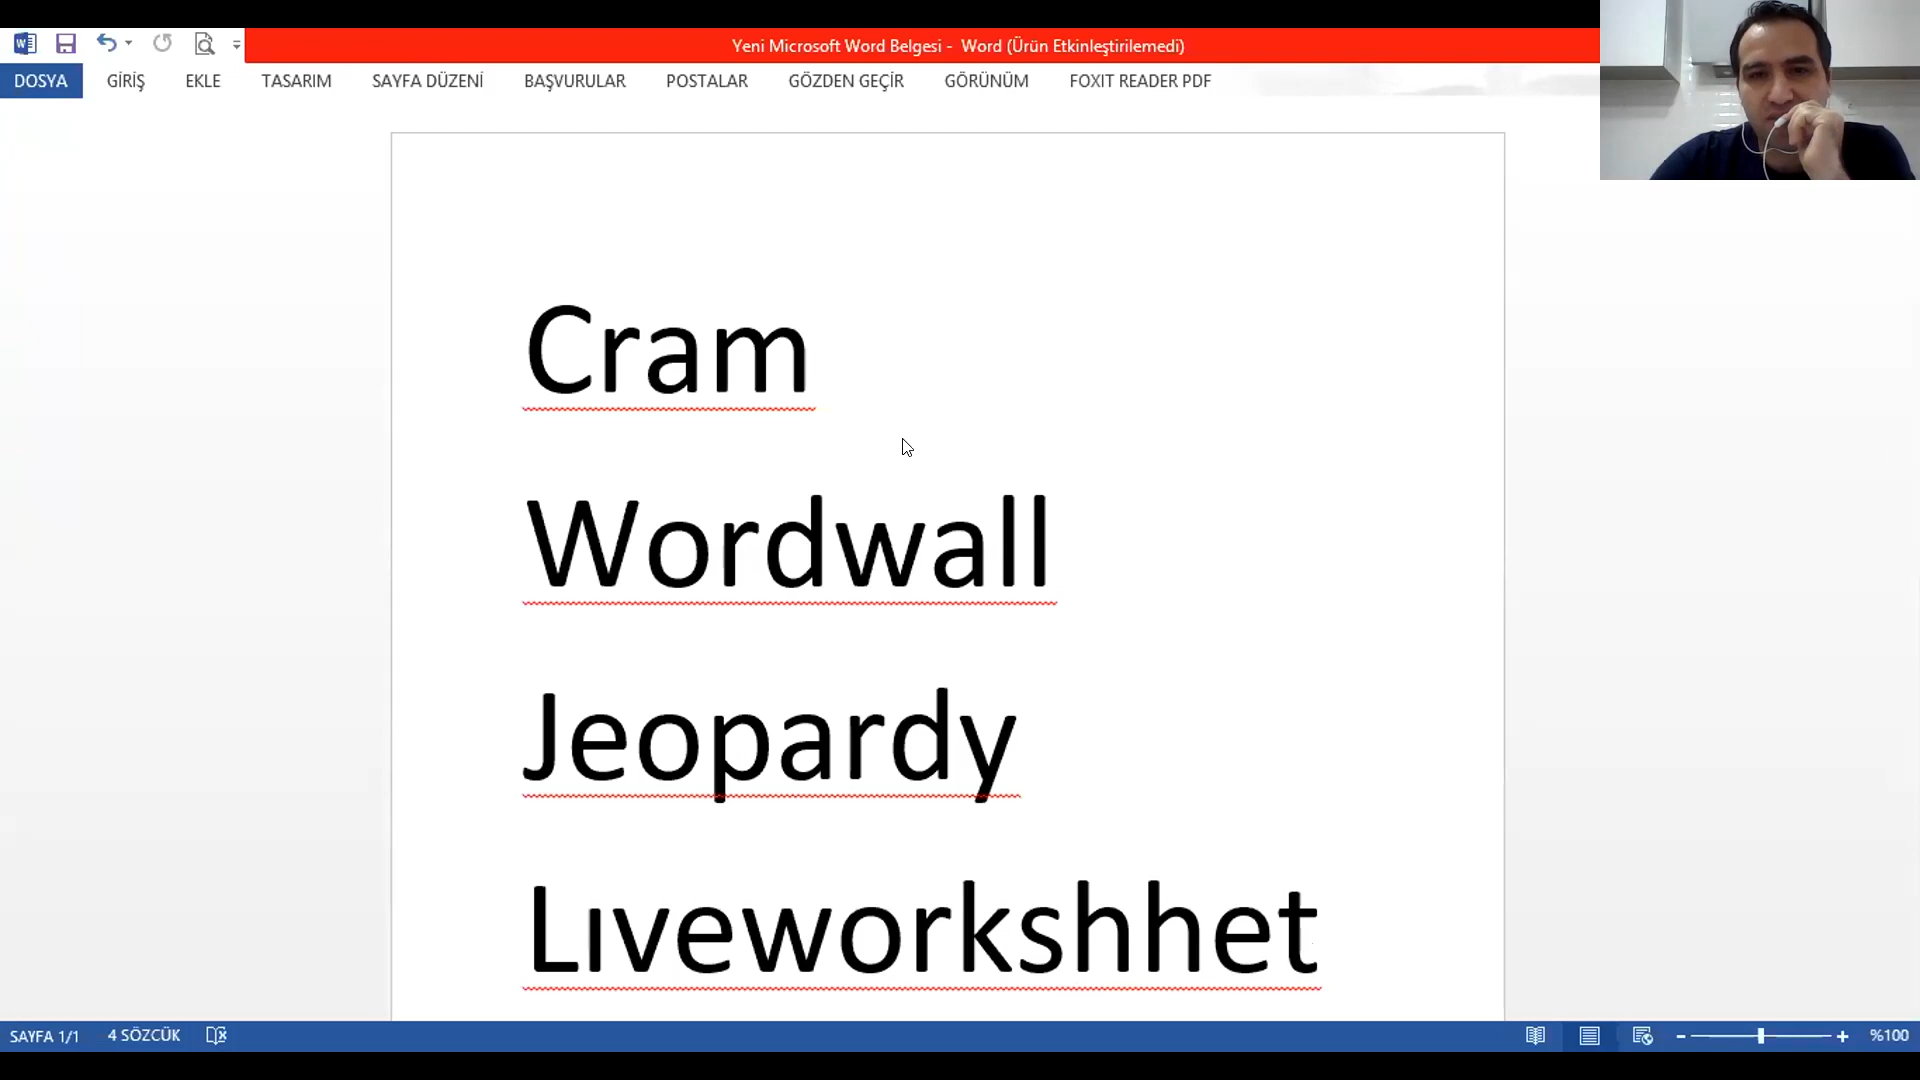 Yeni Microsoft Word Belgesi - Word (Ürün Etkinleştirilemedi)
DOSYA GİRİŞ EKLE TASARIM SAYFA DÜZENİ BAŞVURULAR POSTALAR GÖZDEN GEÇİR GÖRÜNÜM FOXIT READER PDF
Cram
Wordwall
Jeopardy
Lıveworkshhet
SAYFA 1/1 4 SÖZCÜK %100